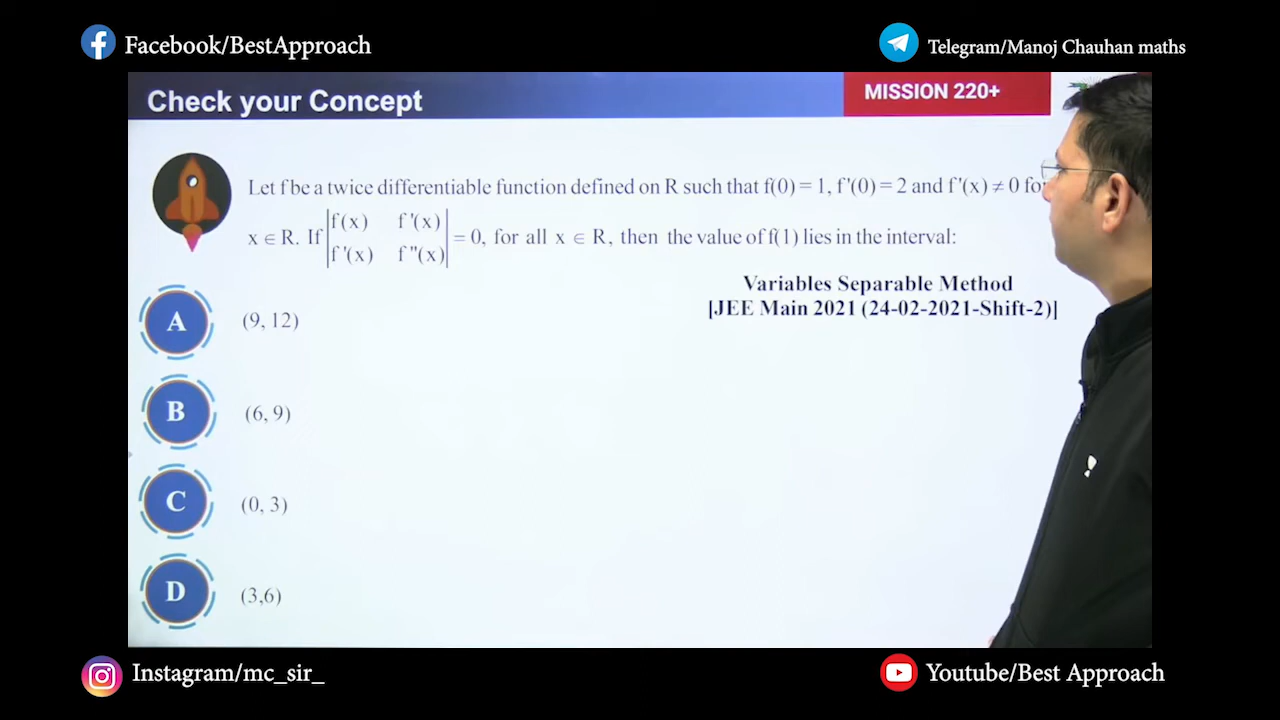 Facebook/BestApproach
Telegram/Manoj Chauhan maths
Check your Concept
MISSION 220+
Let f be a twice differentiable function defined on R such that f(0) = 1, f'(0) = 2 and f'(x) ≠ 0
x ∈ R. If |f(x) f'(x)|
|f'(x) f"(x)| = 0, for all x ∈ R, then the value of f(1) lies in the interval:
Variables Separable Method
[JEE Main 2021 (24-02-2021-Shift-2)]
A (9, 12)
B (6, 9)
C (0, 3)
D (3,6)
Instagram/mc_sir_
Youtube/Best Approach